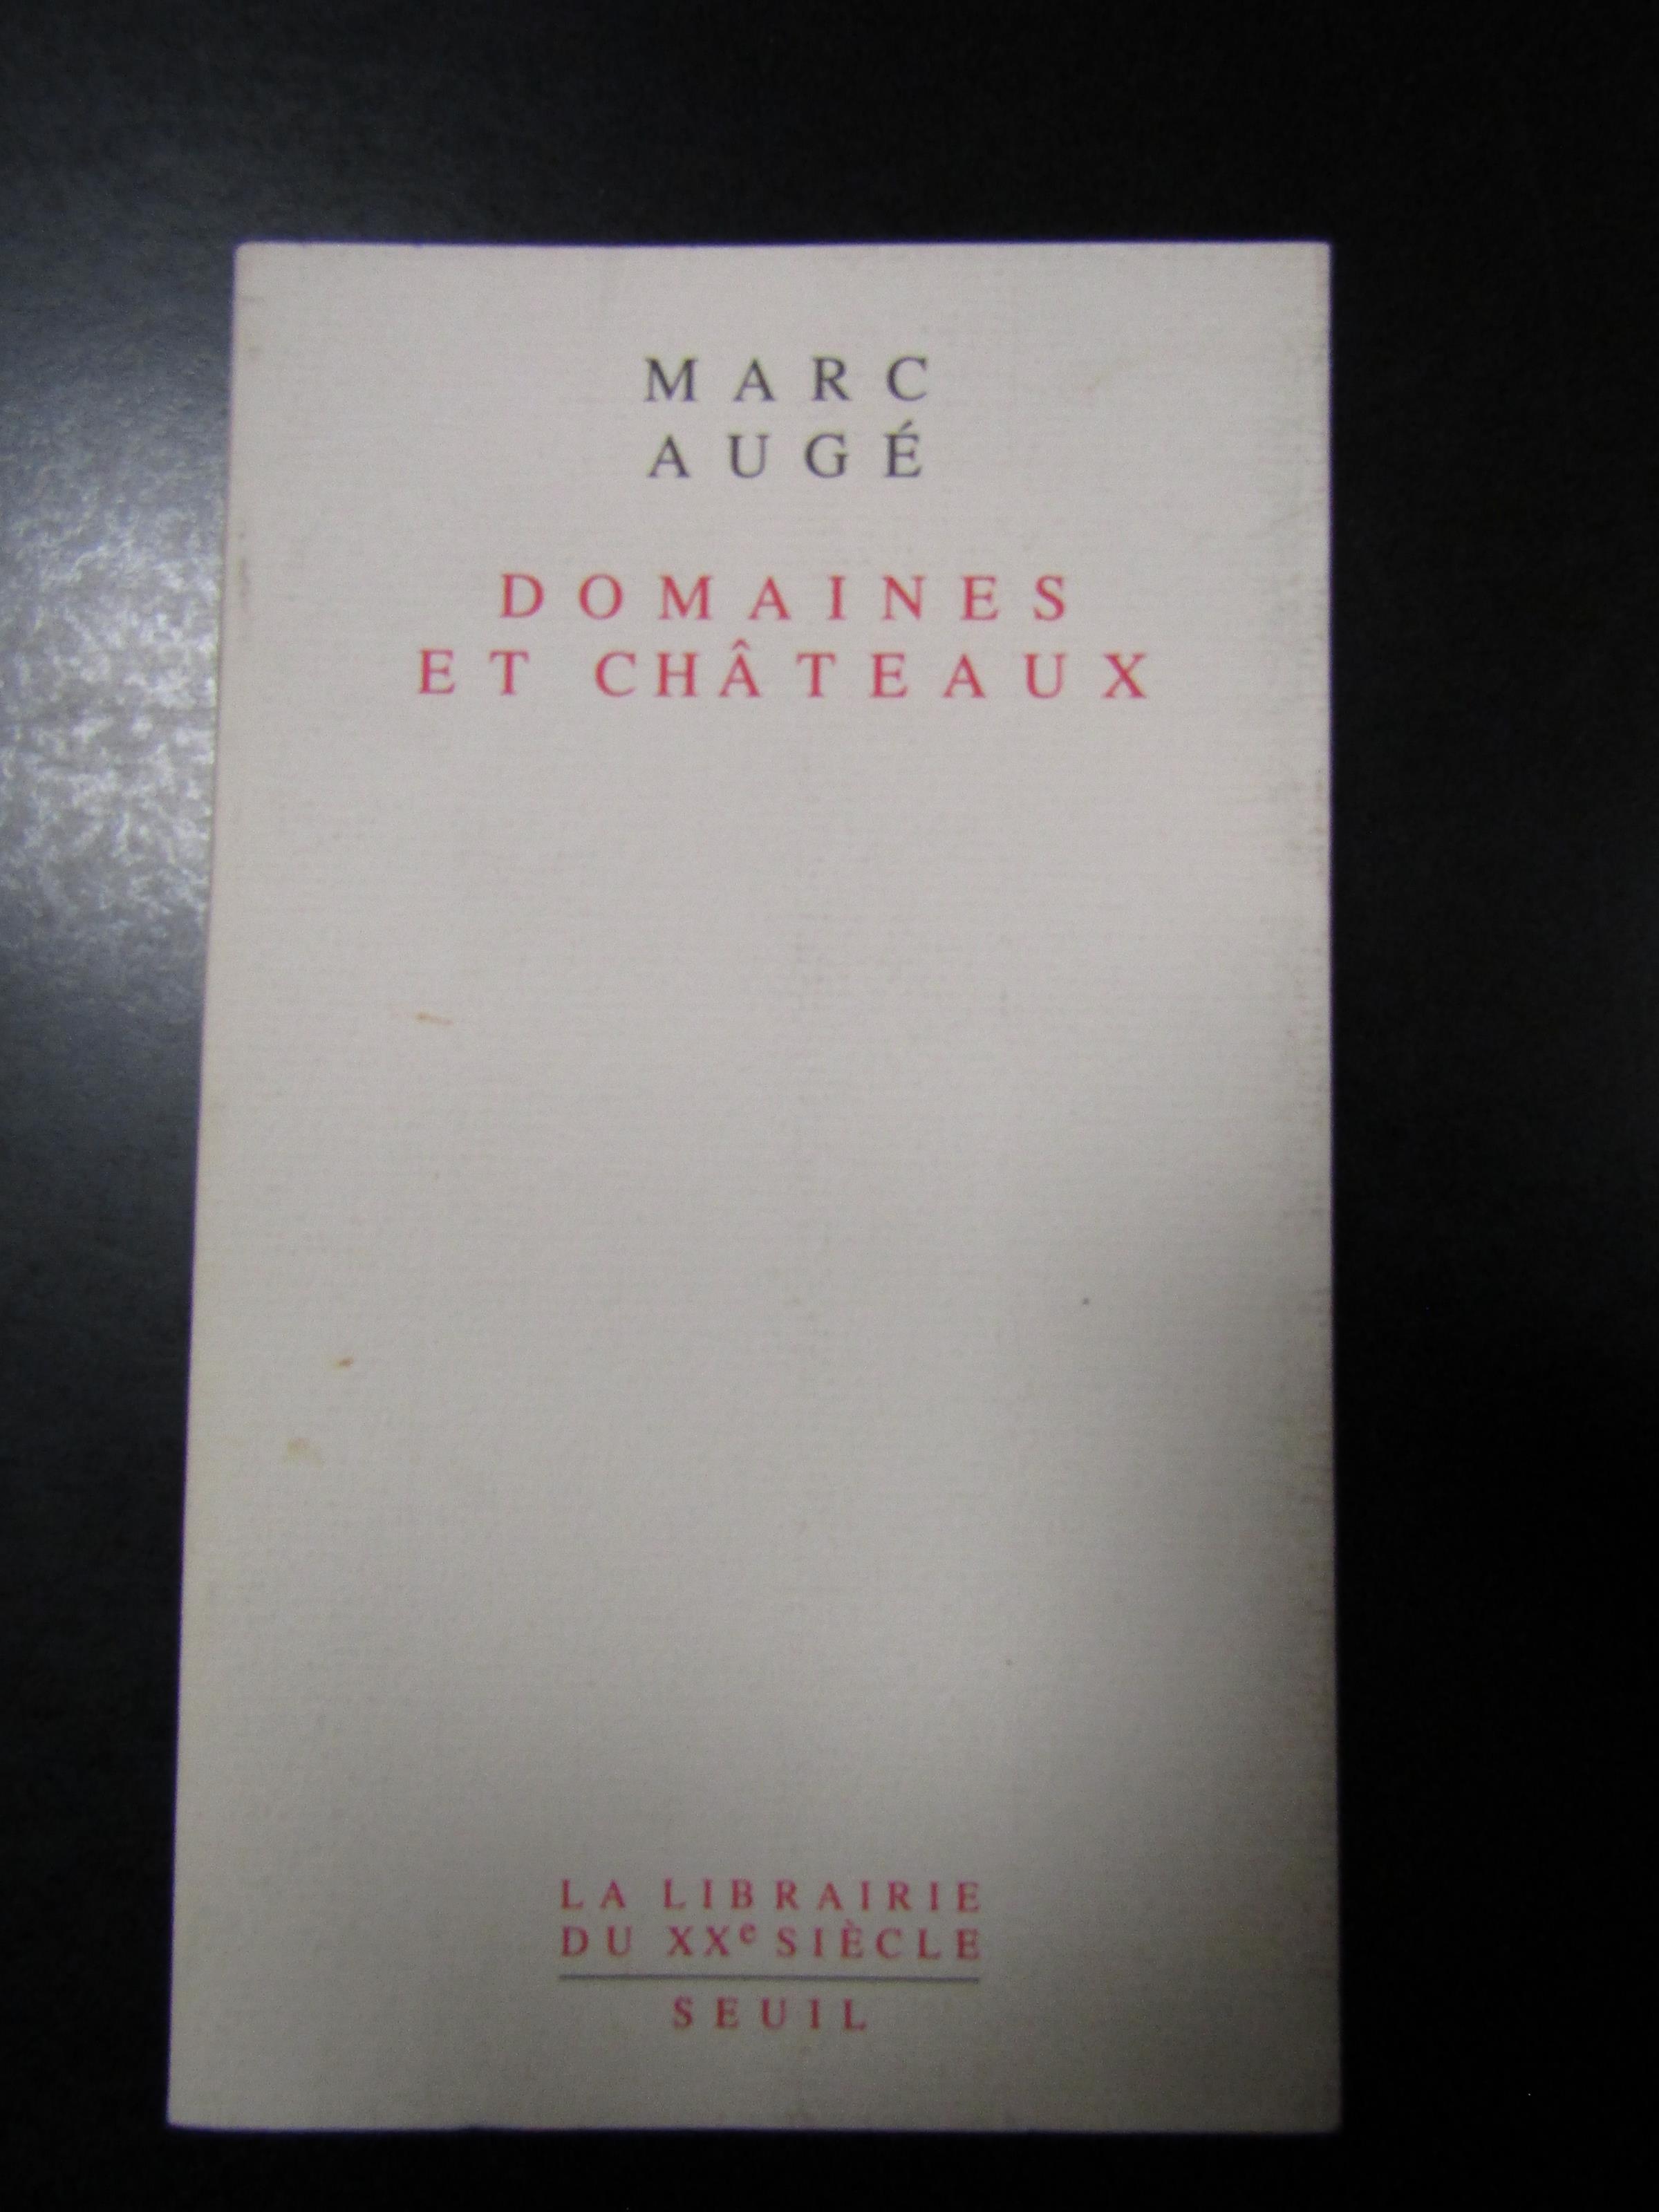 MARC
AUGÉ
DOMAINES
ET CHÂTEAUX
LA LIBRAIRIE
DU XXe SIÈCLE
SEUIL